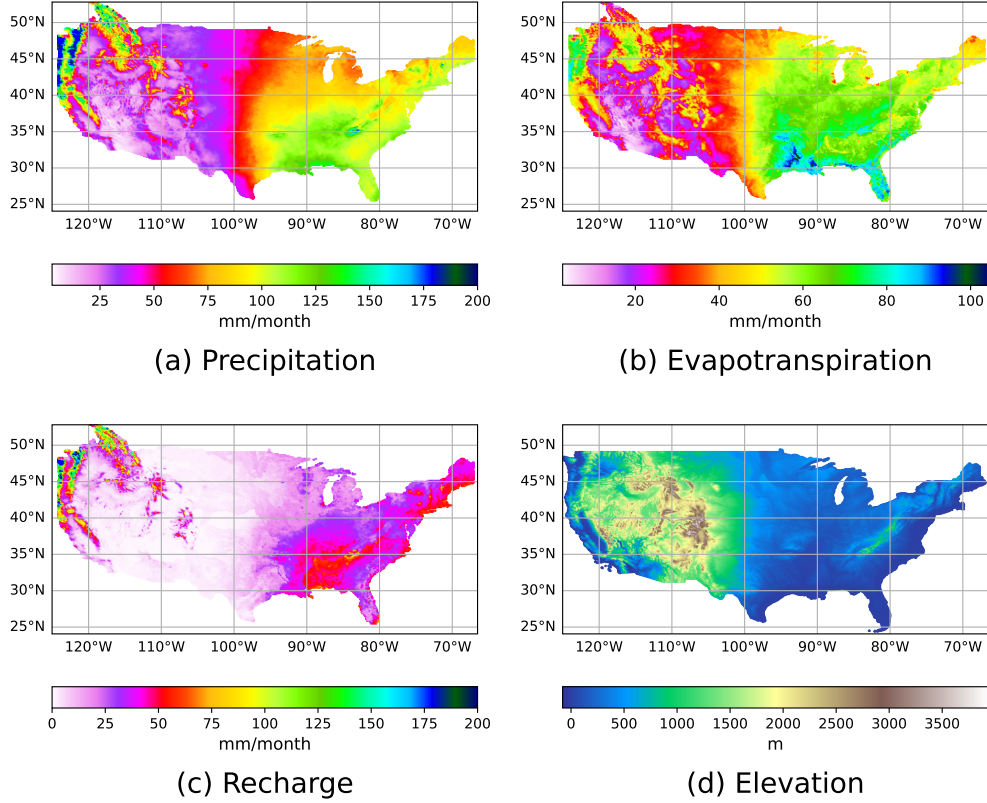 50°N
45°N
40°N
35°N
30°N
25°N
120°W 110°W 100°W 90°W 80°W 70°W
25 50 75 100 125 150 175 200
mm/month
(a) Precipitation
50°N
45°N
40°N
35°N
30°N
25°N
120°W 110°W 100°W 90°W 80°W 70°W
20 40 60 80 100
mm/month
(b) Evapotranspiration
50°N
45°N
40°N
35°N
30°N
25°N
120°W 110°W 100°W 90°W 80°W 70°W
0 25 50 75 100 125 150 175 200
mm/month
(c) Recharge
50°N
45°N
40°N
35°N
30°N
25°N
120°W 110°W 100°W 90°W 80°W 70°W
0 500 1000 1500 2000 2500 3000 3500
m
(d) Elevation